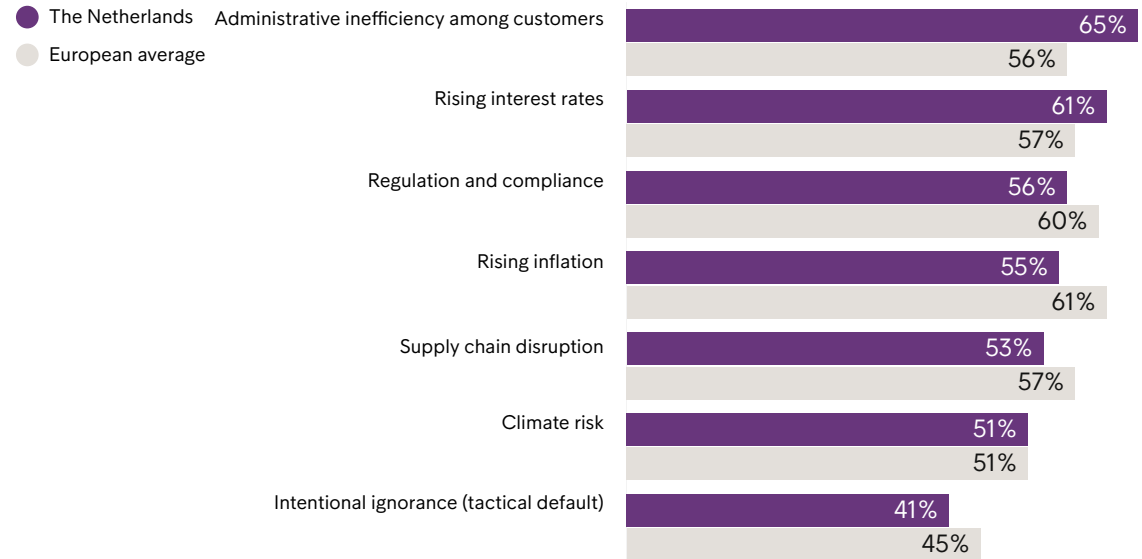 The Netherlands
European average
Administrative inefficiency among customers
65%
56%
Rising interest rates
61%
57%
Regulation and compliance
56%
60%
Rising inflation
55%
61%
Supply chain disruption
53%
57%
Climate risk
51%
51%
Intentional ignorance (tactical default)
41%
45%